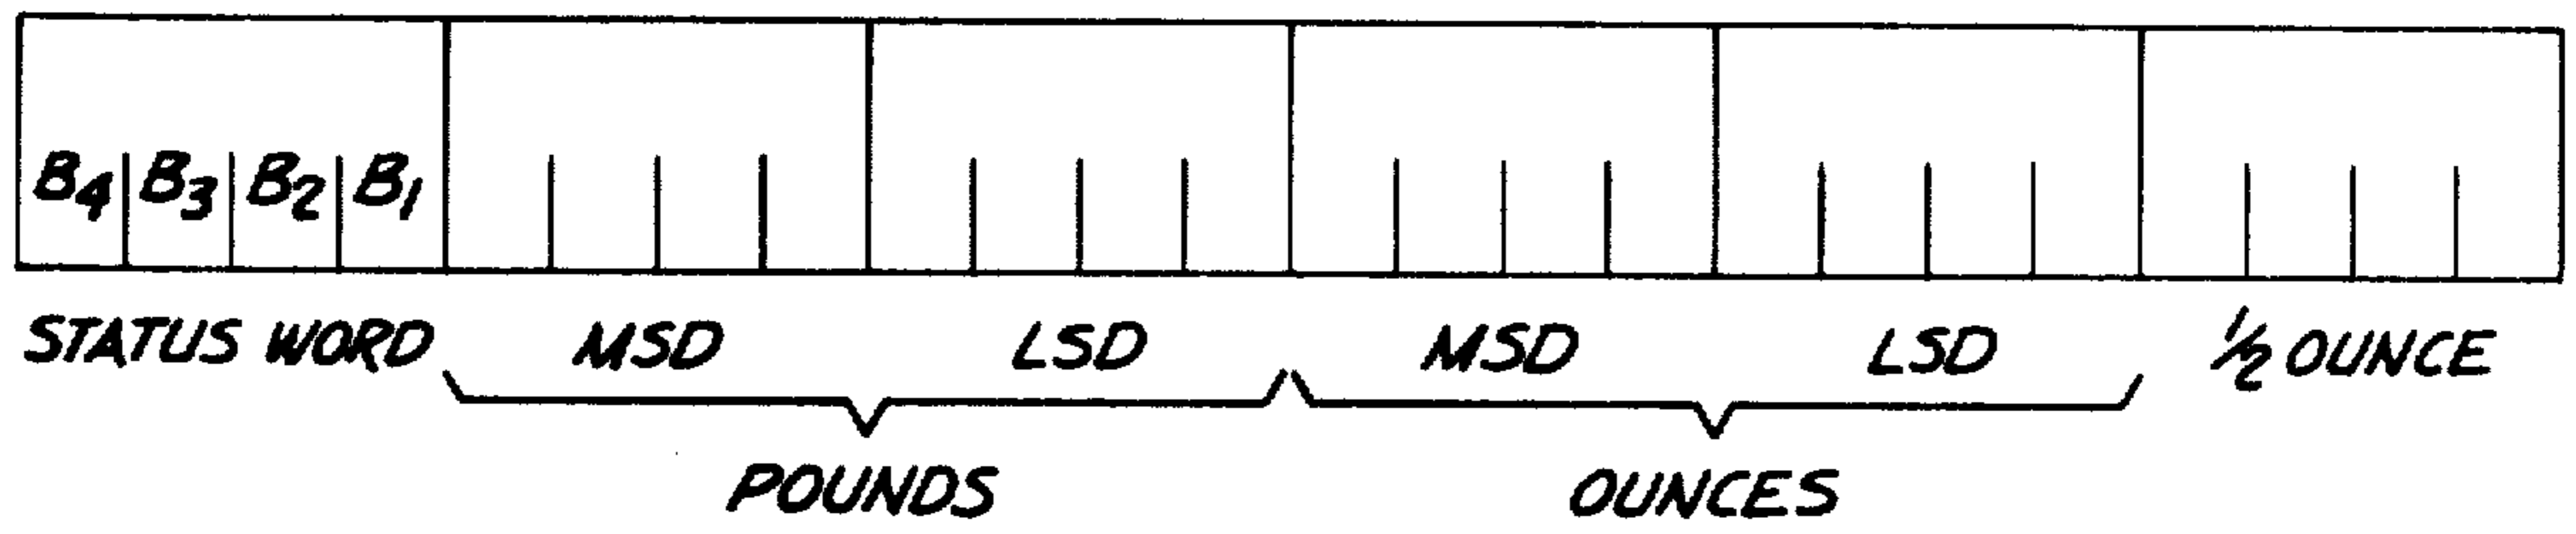 B4 B3 B2 B1
STATUS WORD MSD LSD MSD LSD 1/2 OUNCE
POUNDS OUNCES